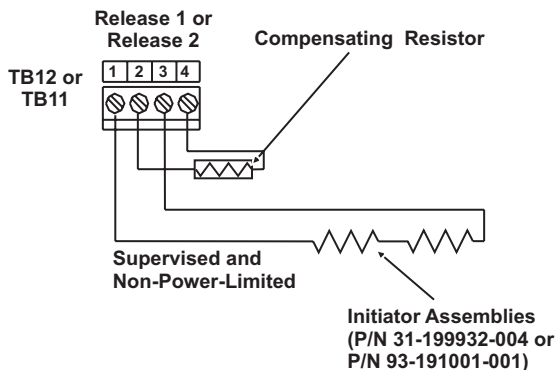 Release 1 or
Release 2
Compensating Resistor
TB12 or
TB11
1 2 3 4
Supervised and
Non-Power-Limited
Initiator Assemblies
(P/N 31-199932-004 or
P/N 93-191001-001)